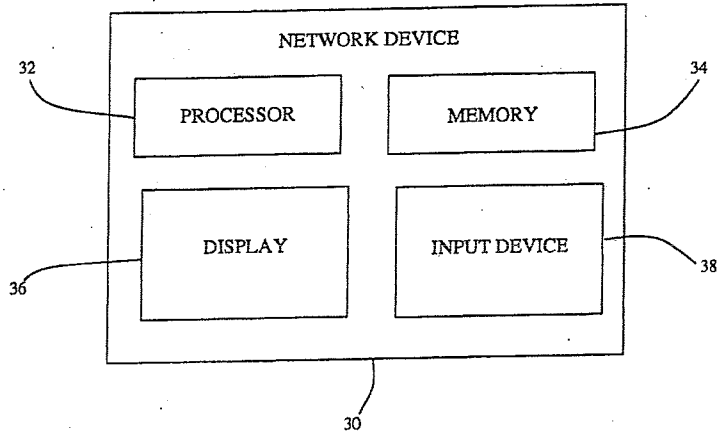 NETWORK DEVICE
32
34
PROCESSOR
MEMORY
DISPLAY
INPUT DEVICE
36
38
30